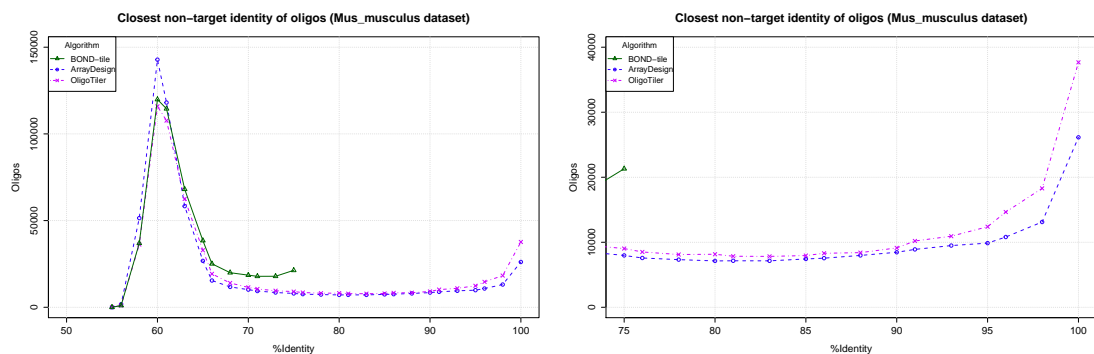 Closest non−target identity of oligos (Mus_musculus dataset)
Algorithm
BOND−tile
ArrayDesign
OligoTiler
Oligos
0
50000
100000
150000
50
60
70
80
90
100
%Identity
Closest non−target identity of oligos (Mus_musculus dataset)
Algorithm
BOND−tile
ArrayDesign
OligoTiler
Oligos
0
10000
20000
30000
40000
75
80
85
90
95
100
%Identity